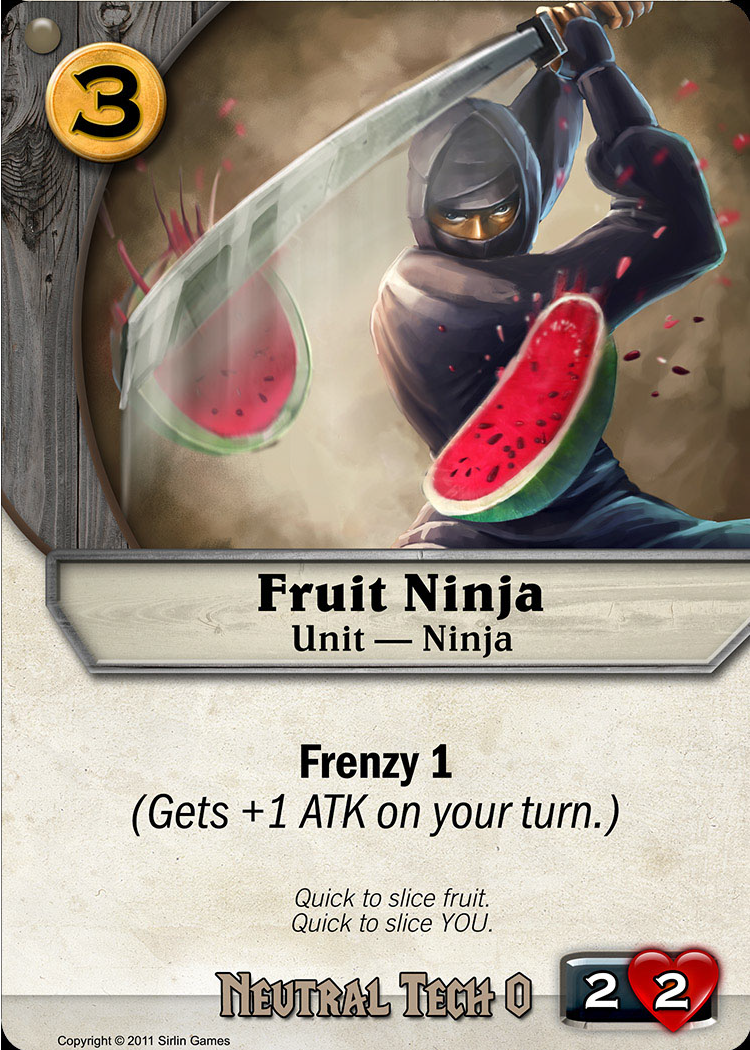 3
Fruit Ninja
Unit — Ninja
Frenzy 1
(Gets +1 ATK on your turn.)
Quick to slice fruit.
Quick to slice YOU.
Neutral Tech 0
2 2
Copyright © 2011 Sirlin Games